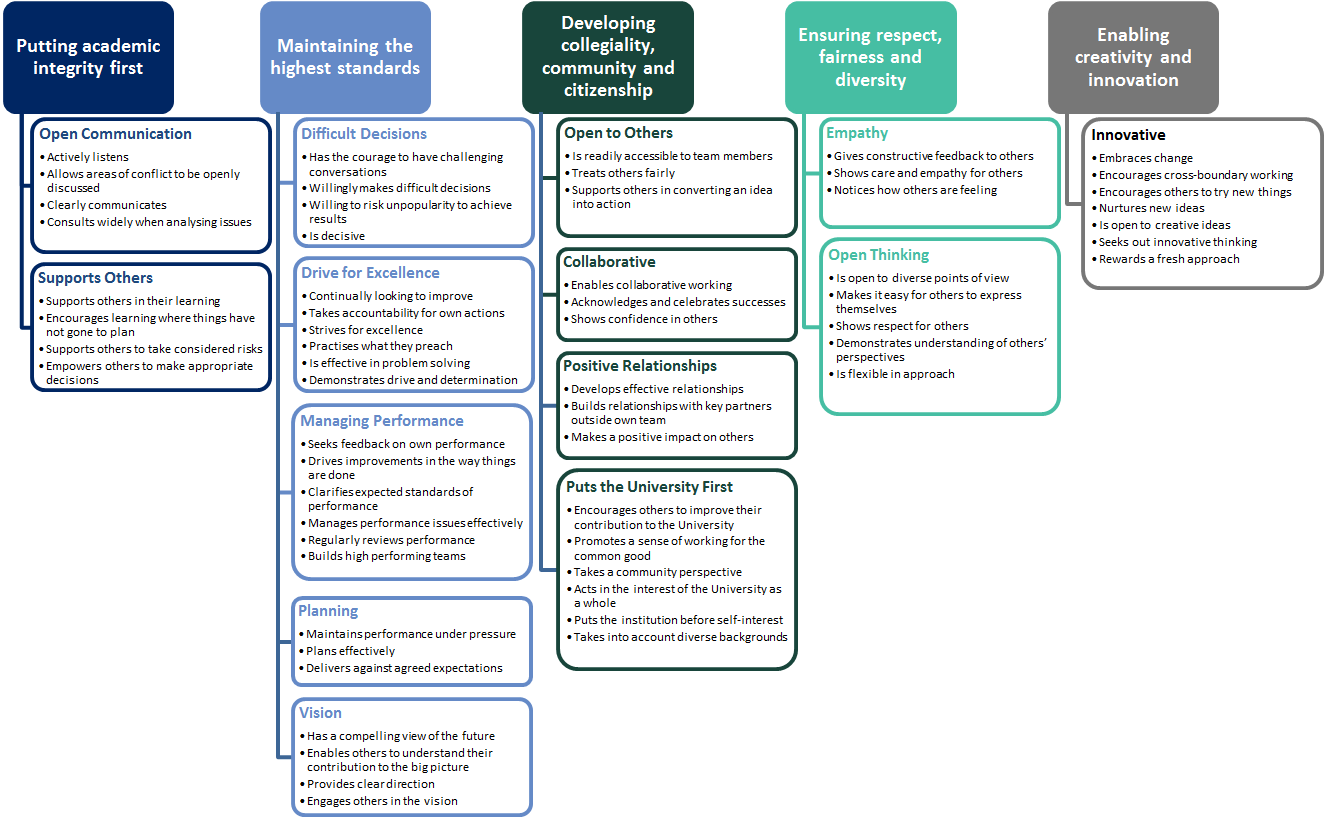 Putting academic
integrity first
Open Communication
• Actively listens
• Allows areas of conflict to be openly
discussed
• Clearly communicates
• Consults widely when analysing issues
Supports Others
• Supports others in their learning
• Encourages learning where things have
not gone to plan
• Supports others to take considered risks
• Empowers others to make appropriate
decisions
Maintaining the
highest standards
Difficult Decisions
• Has the courage to have challenging
conversations
• Willingly makes difficult decisions
• Willing to risk unpopularity to achieve
results
• Is decisive
Drive for Excellence
• Continually looking to improve
• Takes accountability for own actions
• Strives for excellence
• Practises what they preach
• Is effective in problem solving
• Demonstrates drive and determination
Managing Performance
• Seeks feedback on own performance
• Drives improvements in the way things
are done
• Clarifies expected standards of
performance
• Manages performance issues effectively
• Regularly reviews performance
• Builds high performing teams
Planning
• Maintains performance under pressure
• Plans effectively
• Delivers against agreed expectations
Vision
• Has a compelling view of the future
• Enables others to understand their
contribution to the big picture
• Provides clear direction
• Engages others in the vision
Developing
collegiality,
community and
citizenship
Open to Others
• Is readily accessible to team members
• Treats others fairly
• Supports others in converting an idea
into action
Collaborative
• Enables collaborative working
• Acknowledges and celebrates successes
• Shows confidence in others
Positive Relationships
• Develops effective relationships
• Builds relationships with key partners
outside own team
• Makes a positive impact on others
Puts the University First
• Encourages others to improve their
contribution to the University
• Promotes a sense of working for the
common good
• Takes a community perspective
• Acts in the interest of the University as
a whole
• Puts the institution before self-interest
• Takes into account diverse backgrounds
Ensuring respect,
fairness and
diversity
Empathy
• Gives constructive feedback to others
• Shows care and empathy for others
• Notices how others are feeling
Open Thinking
• Is open to diverse points of view
• Makes it easy for others to express
themselves
• Shows respect for others
• Demonstrates understanding of others’
perspectives
• Is flexible in approach
Enabling
creativity and
innovation
Innovative
• Embraces change
• Encourages cross-boundary working
• Encourages others to try new things
• Nurtures new ideas
• Is open to creative ideas
• Seeks out innovative thinking
• Rewards a fresh approach